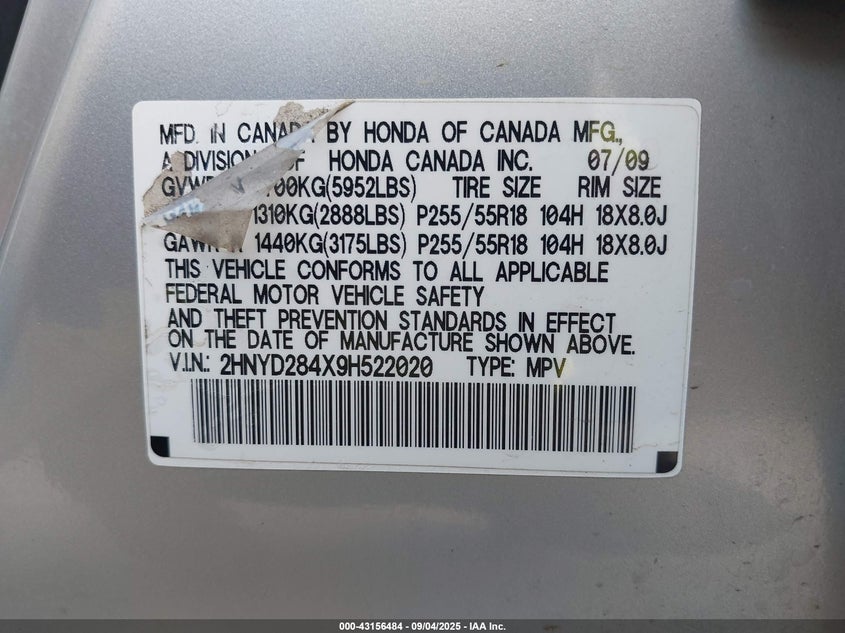 MFD. IN CANADA BY HONDA OF CANADA MFG.,
A DIVISION OF HONDA CANADA INC. 07/09
(5952LBS) TIRE SIZE RIM SIZE
1310KG(2888LBS) P255/55R18 104H 18X8.0J
1440KG(3175LBS) P255/55R18 104H 18X8.0J
THIS VEHICLE CONFORMS TO ALL APPLICABLE
FEDERAL MOTOR VEHICLE SAFETY
AND THEFT PREVENTION STANDARDS IN EFFECT
ON THE DATE OF MANUFACTURE SHOWN ABOVE.
V.I.N.: 2HNYD284X9H522020 TYPE: MPV
000-43156484 - 09/04/2025 - IAA Inc.